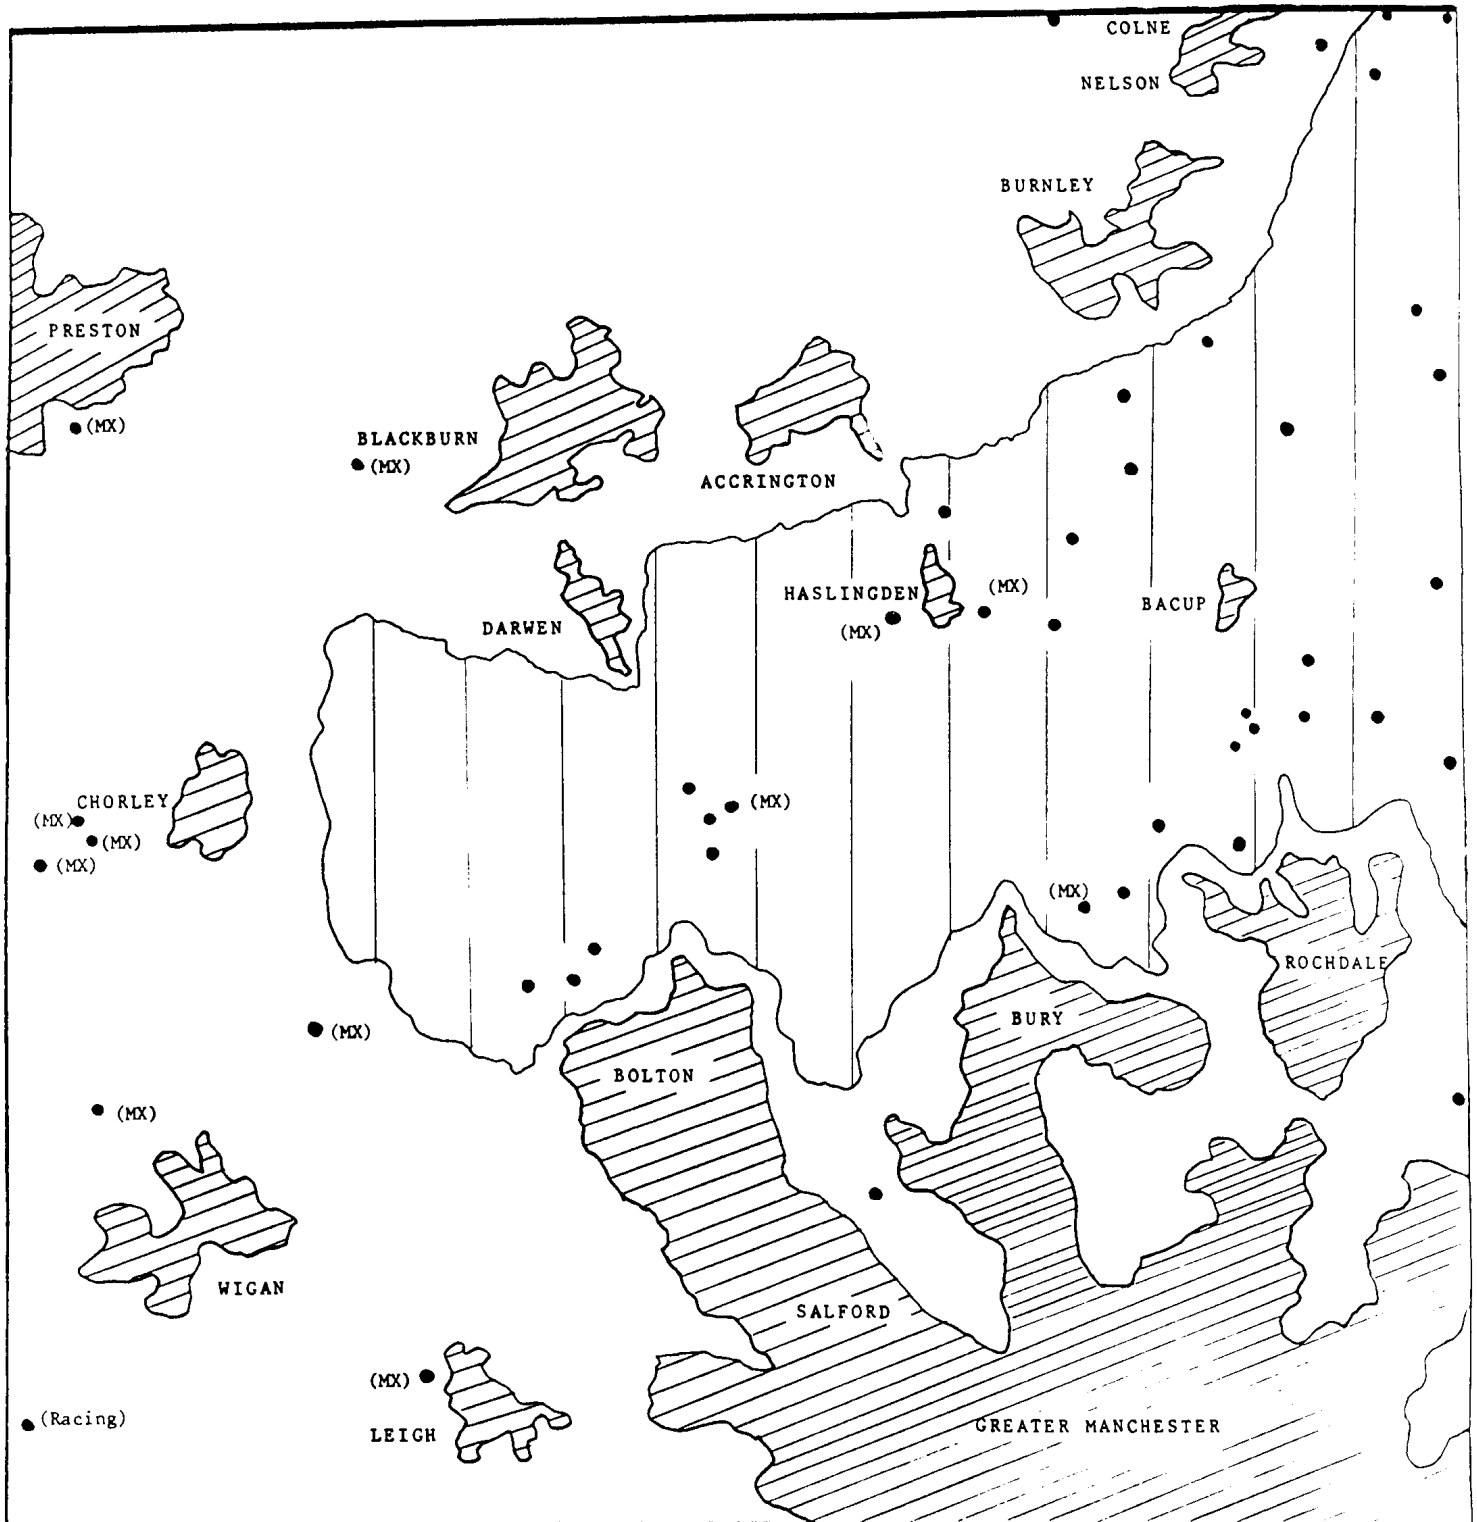 COLNE
NELSON
BURNLEY
PRESTON
(MX)
BLACKBURN
(MX)
ACCRINGTON
HASLINGDEN
(MX)
(MX)
BACUP
DARWEN
CHORLEY
(MX)
(MX)
(MX)
(MX)
(MX)
ROCHDALE
BURY
(MX)
BOLTON
(MX)
WIGAN
SALFORD
(MX)
LEIGH
(Racing)
GREATER MANCHESTER